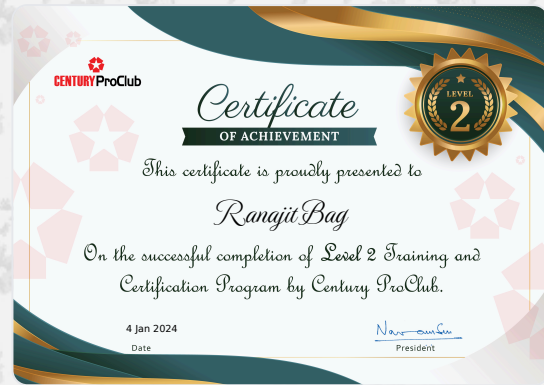 CENTURY ProClub
LEVEL
2
Certificate
OF ACHIEVEMENT
This certificate is proudly presented to
Ranajit Bag
On the successful completion of Level 2 Training and
Certification Program by Century ProClub.
4 Jan 2024
Date
President